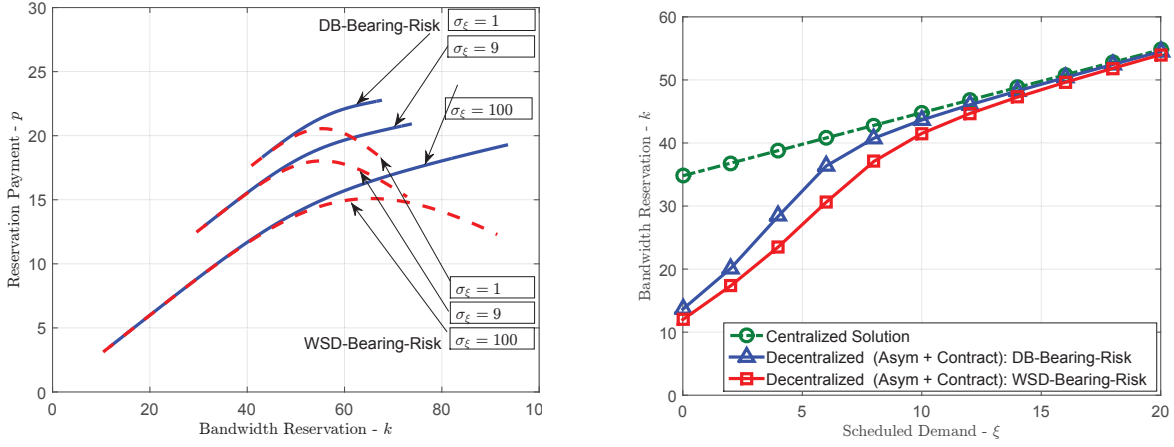 30
25
20
15
10
5
0
Reservation Payment - p
0 20 40 60 80 100
Bandwidth Reservation - k
DB-Bearing-Risk
σξ = 1
σξ = 9
σξ = 100
σξ = 1
σξ = 9
σξ = 100
WSD-Bearing-Risk
60
50
40
30
20
10
0
Bandwidth Reservation - k
0 5 10 15 20
Scheduled Demand - ξ
Centralized Solution
Decentralized (Asym + Contract): DB-Bearing-Risk
Decentralized (Asym + Contract): WSD-Bearing-Risk